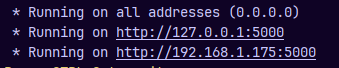 * Running on all addresses (0.0.0.0)
* Running on http://127.0.0.1:5000
* Running on http://192.168.1.175:5000